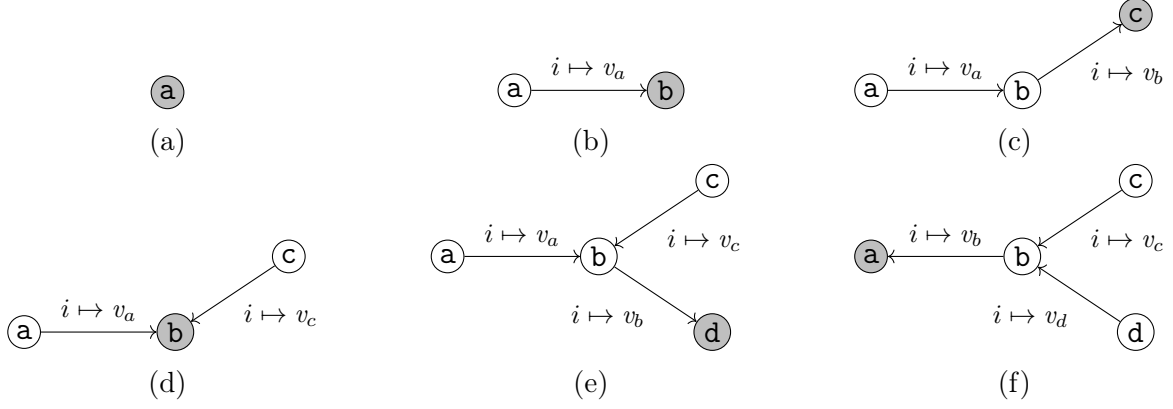 c
a
i ↦ v_a
a
b
i ↦ v_a
a
b
i ↦ v_b
(a)
(b)
(c)
c
c
i ↦ v_a
a
b
i ↦ v_c
i ↦ v_b
a
b
i ↦ v_c
c
i ↦ v_a
a
b
i ↦ v_c
i ↦ v_b
d
i ↦ v_d
d
(d)
(e)
(f)